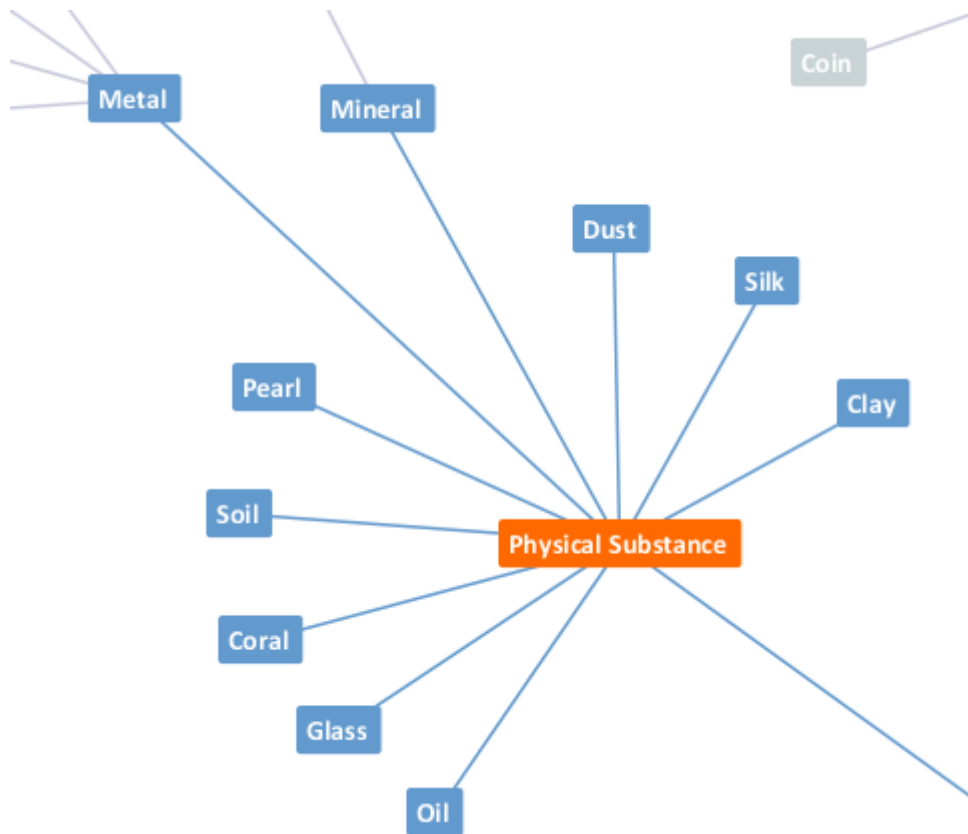 Coin
Metal
Mineral
Dust
Silk
Pearl
Clay
Soil
Physical Substance
Coral
Glass
Oil